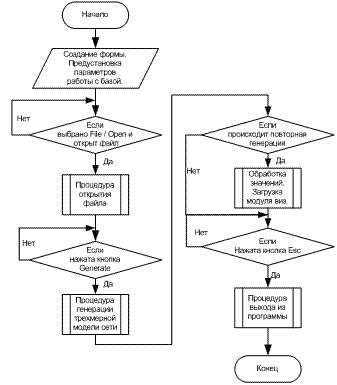 Начало
Создание формы.
Предустановка
параметров
работы с базой.
Если
выбрано File / Open и
открыт файл
Нет
Да
Процедура
открытия
файла
Если
нажата кнопка
Generate
Нет
Да
Процедура
генерации
трехмерной
модели сети
Если
происходит повторная
генерация
Нет
Да
Обработка
значений.
Загрузка
модуля виз.
Если
Нажата кнопка Esc
Да
Процедура
выхода из
программы
Конец